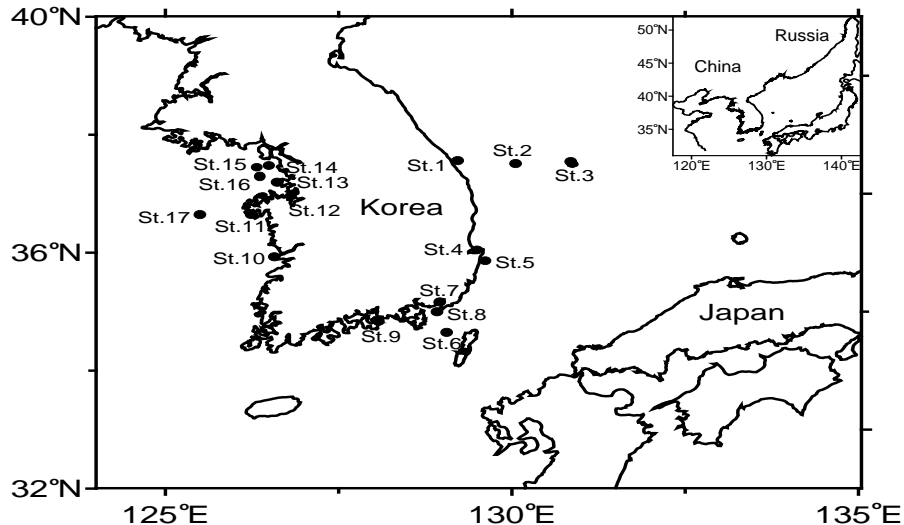 40°N
50°N
Russia
45°N
China
40°N
35°N
120°E
130°E
140°E
St.1
St.2
St.3
St.15
St.14
St.16
St.13
St.12
St.17
St.11
Korea
36°N
St.10
St.4
St.5
St.7
St.8
St.9
St.6
Japan
32°N
125°E
130°E
135°E